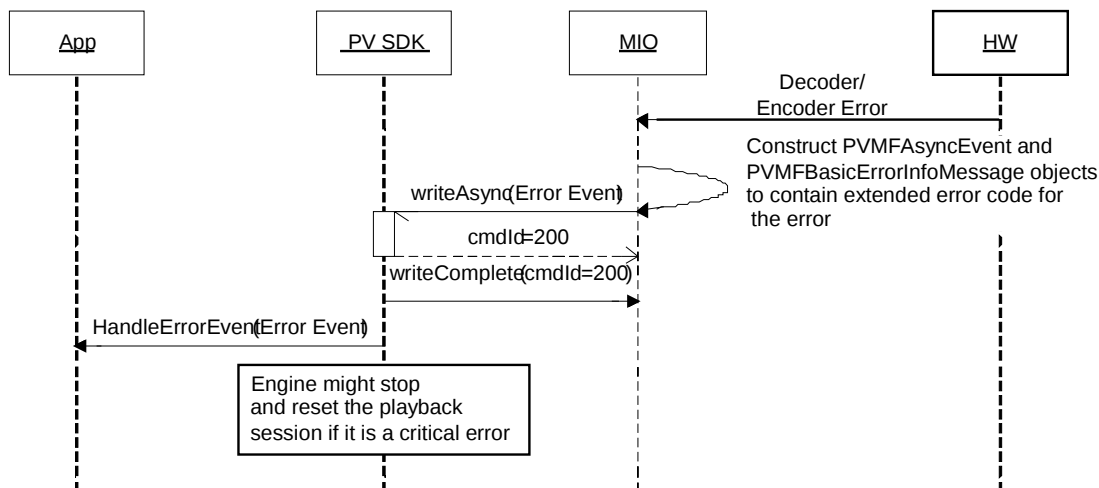 App
PV SDK
MIO
HW
Decoder/
Encoder Error
Construct PVMFAsyncEvent and
PVMFBasicErrorInfoMessage objects
to contain extended error code for
the error
writeAsync(Error Event)
cmdId=200
writeComplete(cmdId=200)
HandleErrorEvent(Error Event)
Engine might stop
and reset the playback
session if it is a critical error